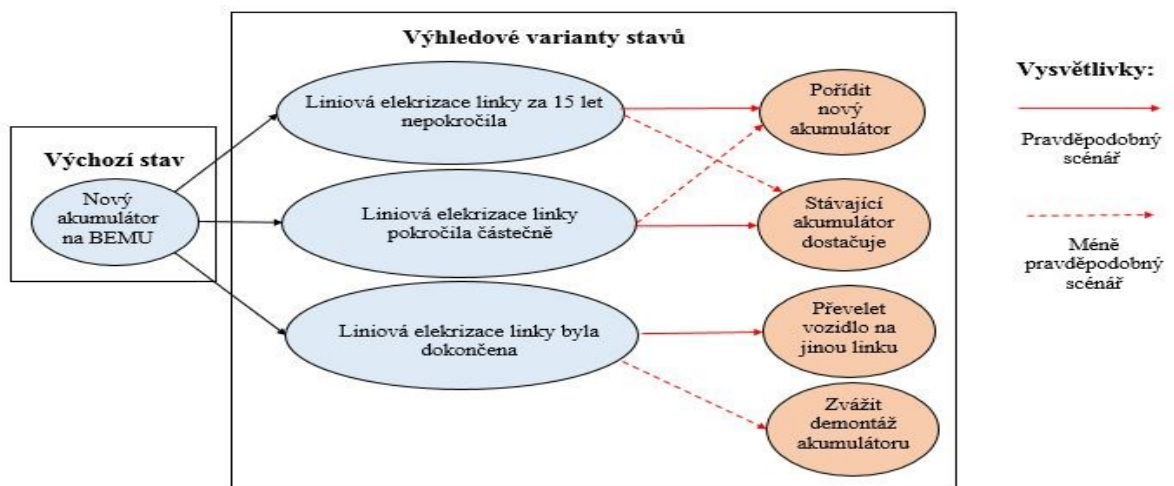 Výchozí stav
Nový
akumulátor
na BEMU
Výhledové varianty stavů
Liniová elekrizace linky za 15 let
nepokročila
Liniová elekrizace linky
pokročila částečně
Liniová elekrizace linky byla
dokončena
Pořídit
nový
akumulátor
Stávající
akumulátor
dostačuje
Převelet
vozidlo na
jinou linku
Zvážit
demontáž
akumulátoru
Vysvětlivky:
Pravděpodobný
scénář
Méně
pravděpodobný
scénář